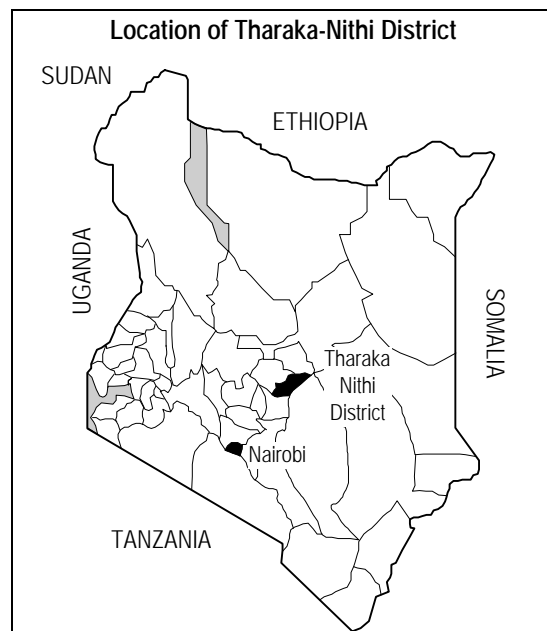 Location of Tharaka-Nithi District
SUDAN
ETHIOPIA
UGANDA
SOMALIA
Tharaka
Nithi
District
Nairobi
TANZANIA